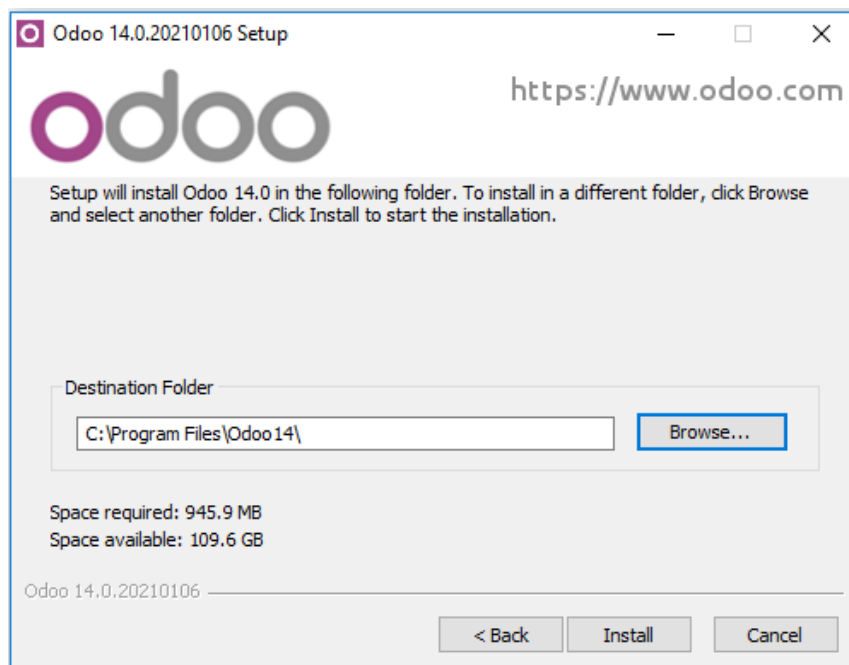 Odoo 14.0.20210106 Setup
odoo
https://www.odoo.com
Setup will install Odoo 14.0 in the following folder. To install in a different folder, click Browse
and select another folder. Click Install to start the installation.
Destination Folder
C:\Program Files\Odoo14\
Browse...
Space required: 945.9 MB
Space available: 109.6 GB
Odoo 14.0.20210106
< Back
Install
Cancel